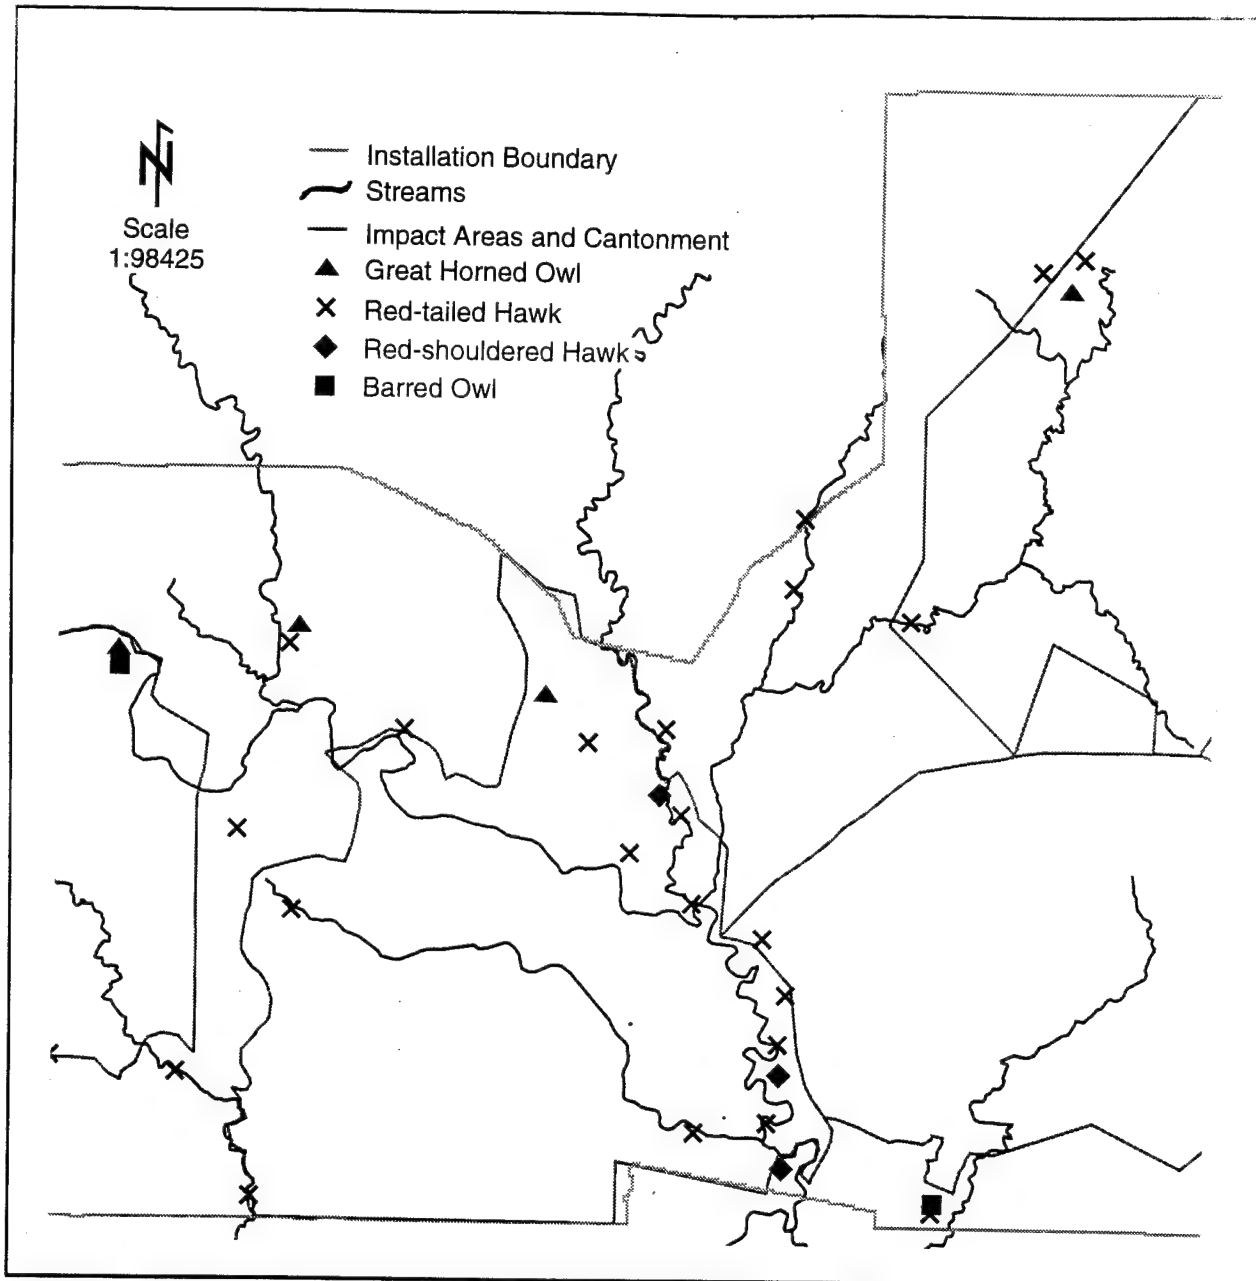 N
Scale
1:98425
Installation Boundary
Streams
Impact Areas and Cantonment
Great Horned Owl
Red-tailed Hawk
Red-shouldered Hawk
Barred Owl